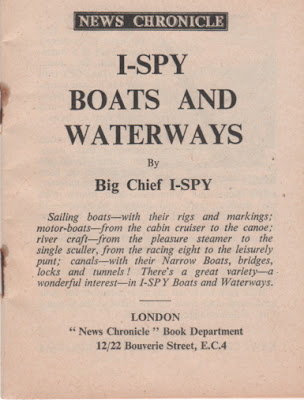 NEWS CHRONICLE
I-SPY
BOATS AND
WATERWAYS
By
Big Chief I-SPY
Sailing boats—with their rigs and markings;
motor-boats—from the cabin cruiser to the canoe;
river craft—from the pleasure steamer to the
single sculler, from the racing eight to the leisurely
punt; canals—with their Narrow Boats, bridges,
locks and tunnels! There's a great variety—a
wonderful interest—in I-SPY Boats and Waterways.
LONDON
"News Chronicle" Book Department
12/22 Bouverie Street, E.C.4